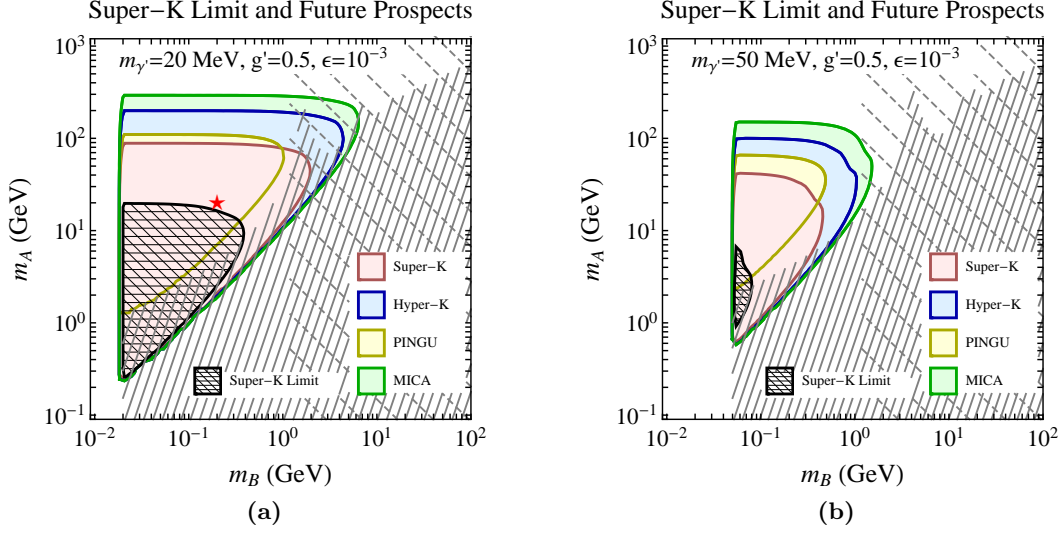 Super−K Limit and Future Prospects
m_γ'=20 MeV, g'=0.5, ϵ=10^−3
10^3
10^2
10^1
10^0
10^−1
m_A (GeV)
Super−K
Hyper−K
PINGU
MICA
Super−K Limit
10^−2 10^−1 10^0 10^1 10^2
m_B (GeV)
(a)
Super−K Limit and Future Prospects
m_γ'=50 MeV, g'=0.5, ϵ=10^−3
10^3
10^2
10^1
10^0
10^−1
m_A (GeV)
Super−K
Hyper−K
PINGU
MICA
Super−K Limit
10^−2 10^−1 10^0 10^1 10^2
m_B (GeV)
(b)